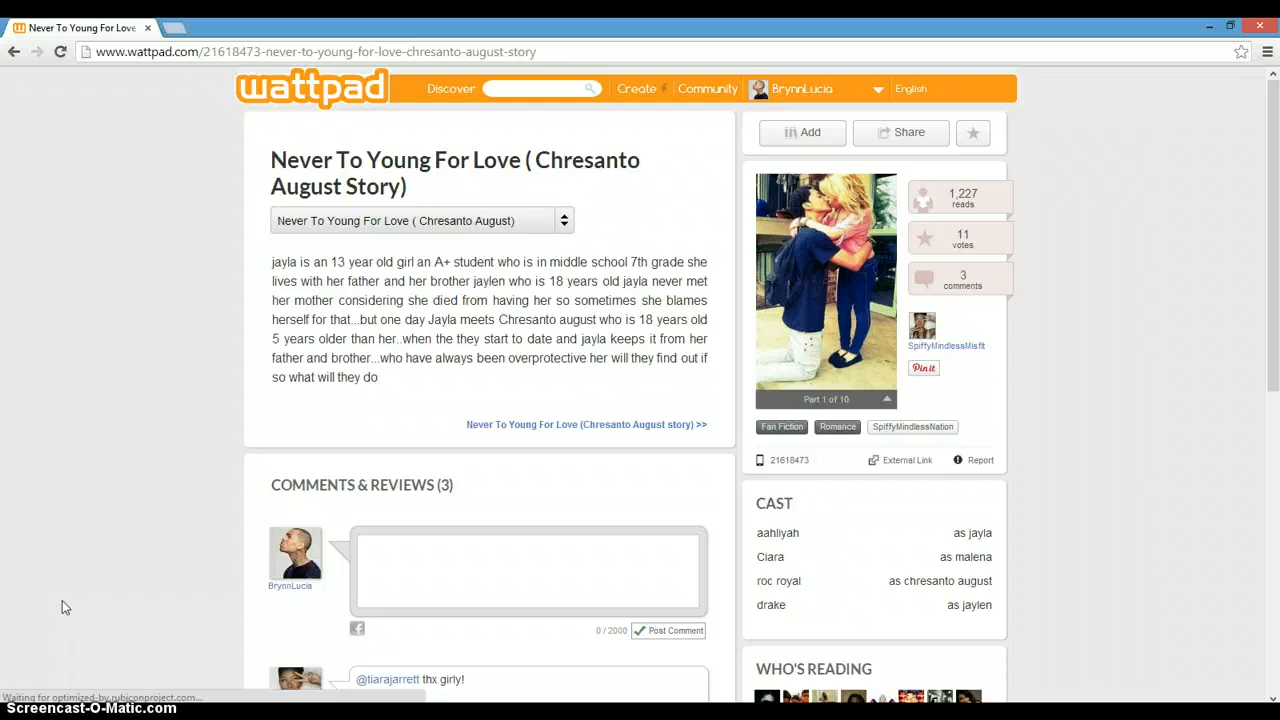 Never To Young For Love
www.wattpad.com/21618473-never-to-young-for-love-chresanto-august-story
wattpad
Discover
Create
Community
BrynnLucia
English
Never To Young For Love ( Chresanto
August Story)
Never To Young For Love ( Chresanto August)
jayla is an 13 year old girl an A+ student who is in middle school 7th grade she
lives with her father and her brother jaylen who is 18 years old jayla never met
her mother considering she died from having her so sometimes she blames
herself for that...but one day Jayla meets Chresanto august who is 18 years old
5 years older than her..when the they start to date and jayla keeps it from her
father and brother...who have always been overprotective her will they find out if
so what will they do
Never To Young For Love (Chresanto August story) >>
COMMENTS & REVIEWS (3)
BrynnLucia
0 / 2000
Post Comment
@tiarajarrett thx girly!
Add
Share
1,227
reads
11
votes
3
comments
SpiffyMindlessMisfit
Pinit
Part 1 of 10
Fan Fiction
Romance
SpiffyMindlessNation
21618473
External Link
Report
CAST
aahliyah as jayla
Ciara as malena
roc royal as chresanto august
drake as jaylen
WHO'S READING
Waiting for optimized-by.rubiconproject.com...
Screencast-O-Matic.com